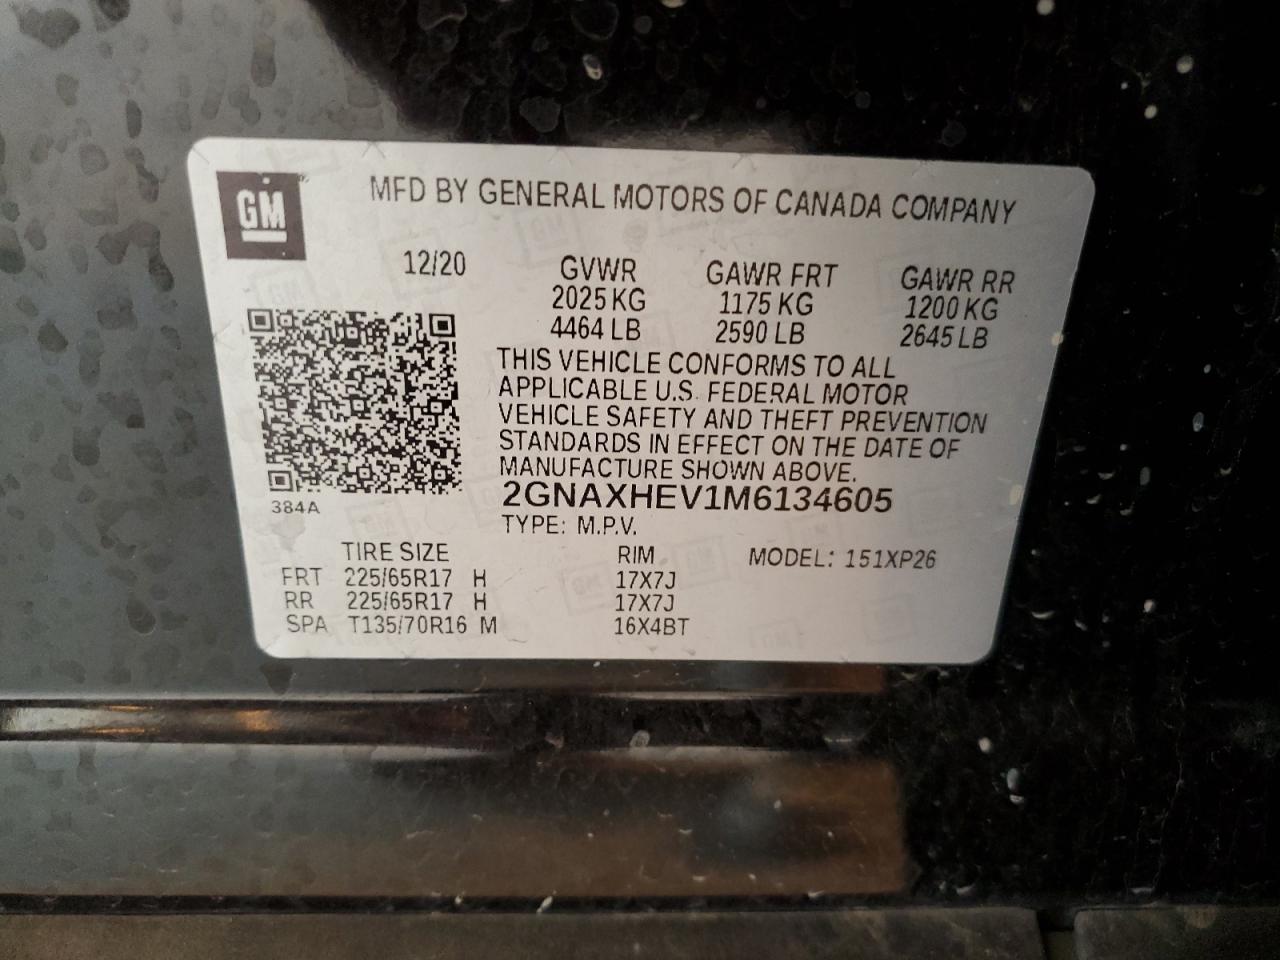 GM
MFD BY GENERAL MOTORS OF CANADA COMPANY
12/20 GVWR GAWR FRT GAWR RR
2025 KG 1175 KG 1200 KG
4464 LB 2590 LB 2645 LB
THIS VEHICLE CONFORMS TO ALL
APPLICABLE U.S. FEDERAL MOTOR
VEHICLE SAFETY AND THEFT PREVENTION
STANDARDS IN EFFECT ON THE DATE OF
MANUFACTURE SHOWN ABOVE.
2GNAXHEV1M6134605
384A
TYPE: M.P.V.
TIRE SIZE RIM MODEL: 151XP26
FRT 225/65R17 H 17X7J
RR 225/65R17 H 17X7J
SPA T135/70R16 M 16X4BT